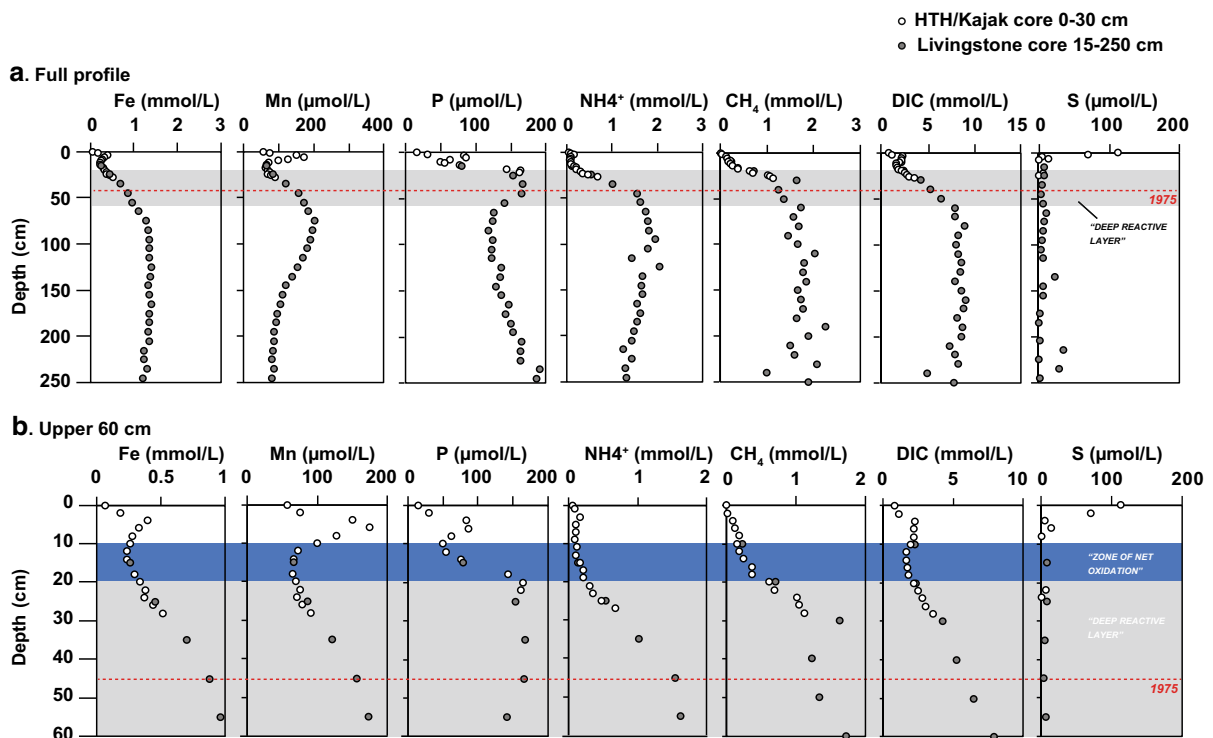 HTH/Kajak core 0-30 cm
Livingstone core 15-250 cm
a. Full profile
Fe (mmol/L) Mn (µmol/L) P (µmol/L) NH4⁺ (mmol/L) CH₄ (mmol/L) DIC (mmol/L) S (µmol/L)
0 1 2 3 0 200 400 0 100 200 0 1 2 3 0 1 2 3 0 5 10 15 0 50 100 150 200
0
50
100
150
200
250
Depth (cm)
1975
"DEEP REACTIVE
LAYER"
b. Upper 60 cm
Fe (mmol/L) Mn (µmol/L) P (µmol/L) NH4⁺ (mmol/L) CH₄ (mmol/L) DIC (mmol/L) S (µmol/L)
0 0.5 1 0 100 200 0 100 200 0 1 2 0 1 2 0 5 10 0 100 200
0
10
20
30
40
50
60
Depth (cm)
"ZONE OF NET
OXIDATION"
"DEEP REACTIVE
LAYER"
1975